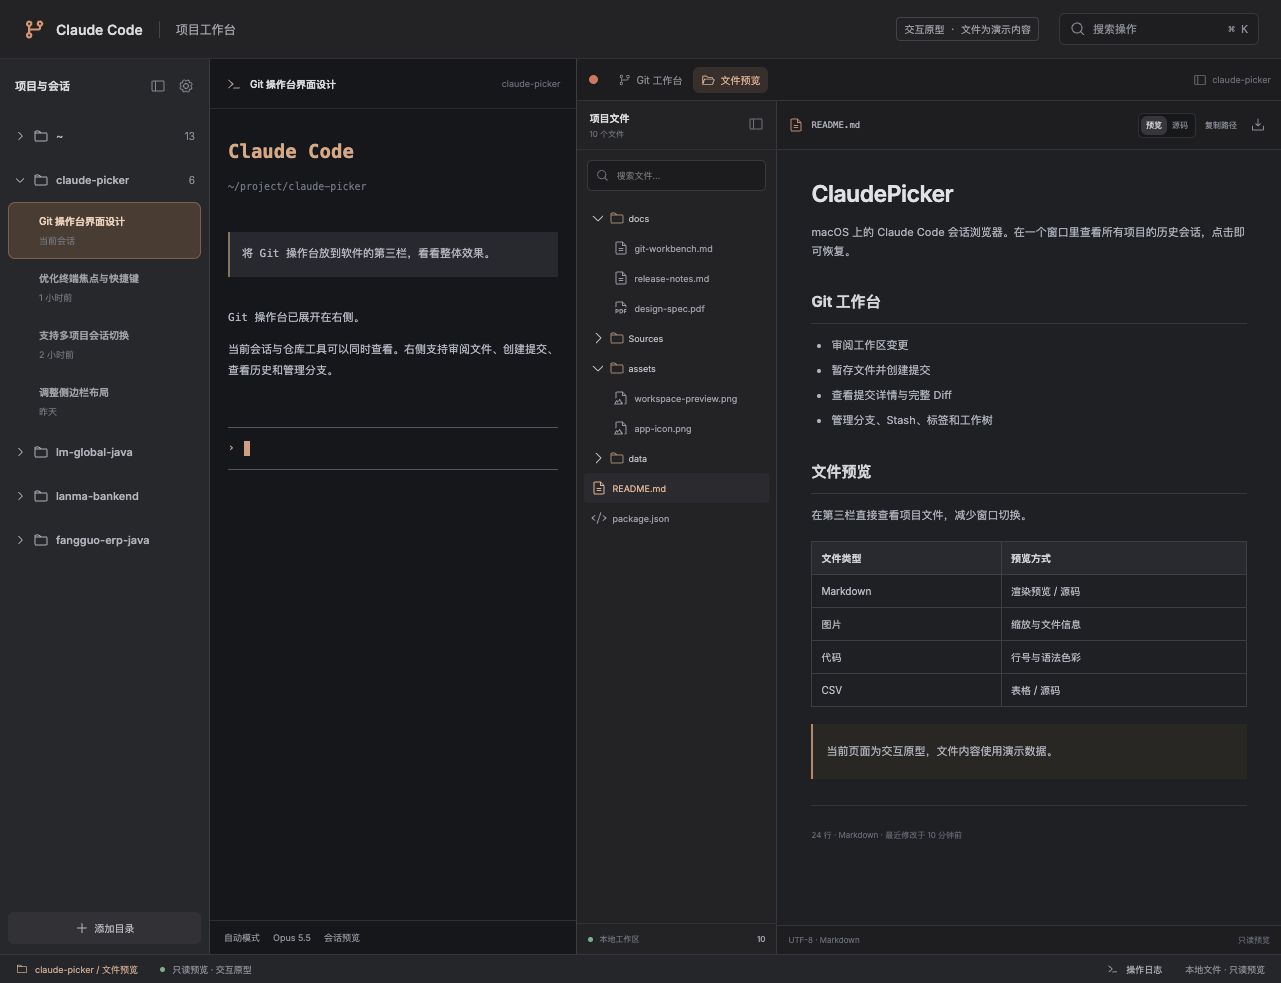 Claude Code
项目工作台
交互原型 · 文件为演示内容
搜索操作
⌘ K
项目与会话
~
13
claude-picker
6
Git 操作台界面设计
当前会话
优化终端焦点与快捷键
1 小时前
支持多项目会话切换
2 小时前
调整侧边栏布局
昨天
lm-global-java
lanma-bankend
fangguo-erp-java
添加目录
Git 操作台界面设计
claude-picker
Claude Code
~/project/claude-picker
将 Git 操作台放到软件的第三栏，看看整体效果。
Git 操作台已展开在右侧。
当前会话与仓库工具可以同时查看。右侧支持审阅文件、创建提交、
查看历史和管理分支。
›
自动模式
Opus 5.5
会话预览
Git 工作台
文件预览
claude-picker
项目文件
10 个文件
搜索文件...
docs
git-workbench.md
release-notes.md
PDF
design-spec.pdf
Sources
assets
workspace-preview.png
app-icon.png
data
README.md
package.json
本地工作区
10
README.md
预览
源码
复制路径
ClaudePicker
macOS 上的 Claude Code 会话浏览器。在一个窗口里查看所有项目的历史会话，点击即
可恢复。
Git 工作台
• 审阅工作区变更
• 暂存文件并创建提交
• 查看提交详情与完整 Diff
• 管理分支、Stash、标签和工作树
文件预览
在第三栏直接查看项目文件，减少窗口切换。
文件类型
预览方式
Markdown
渲染预览 / 源码
图片
缩放与文件信息
代码
行号与语法色彩
CSV
表格 / 源码
当前页面为交互原型，文件内容使用演示数据。
24 行 · Markdown · 最近修改于 10 分钟前
UTF-8 · Markdown
只读预览
claude-picker / 文件预览
只读预览 · 交互原型
操作日志
本地文件 · 只读预览